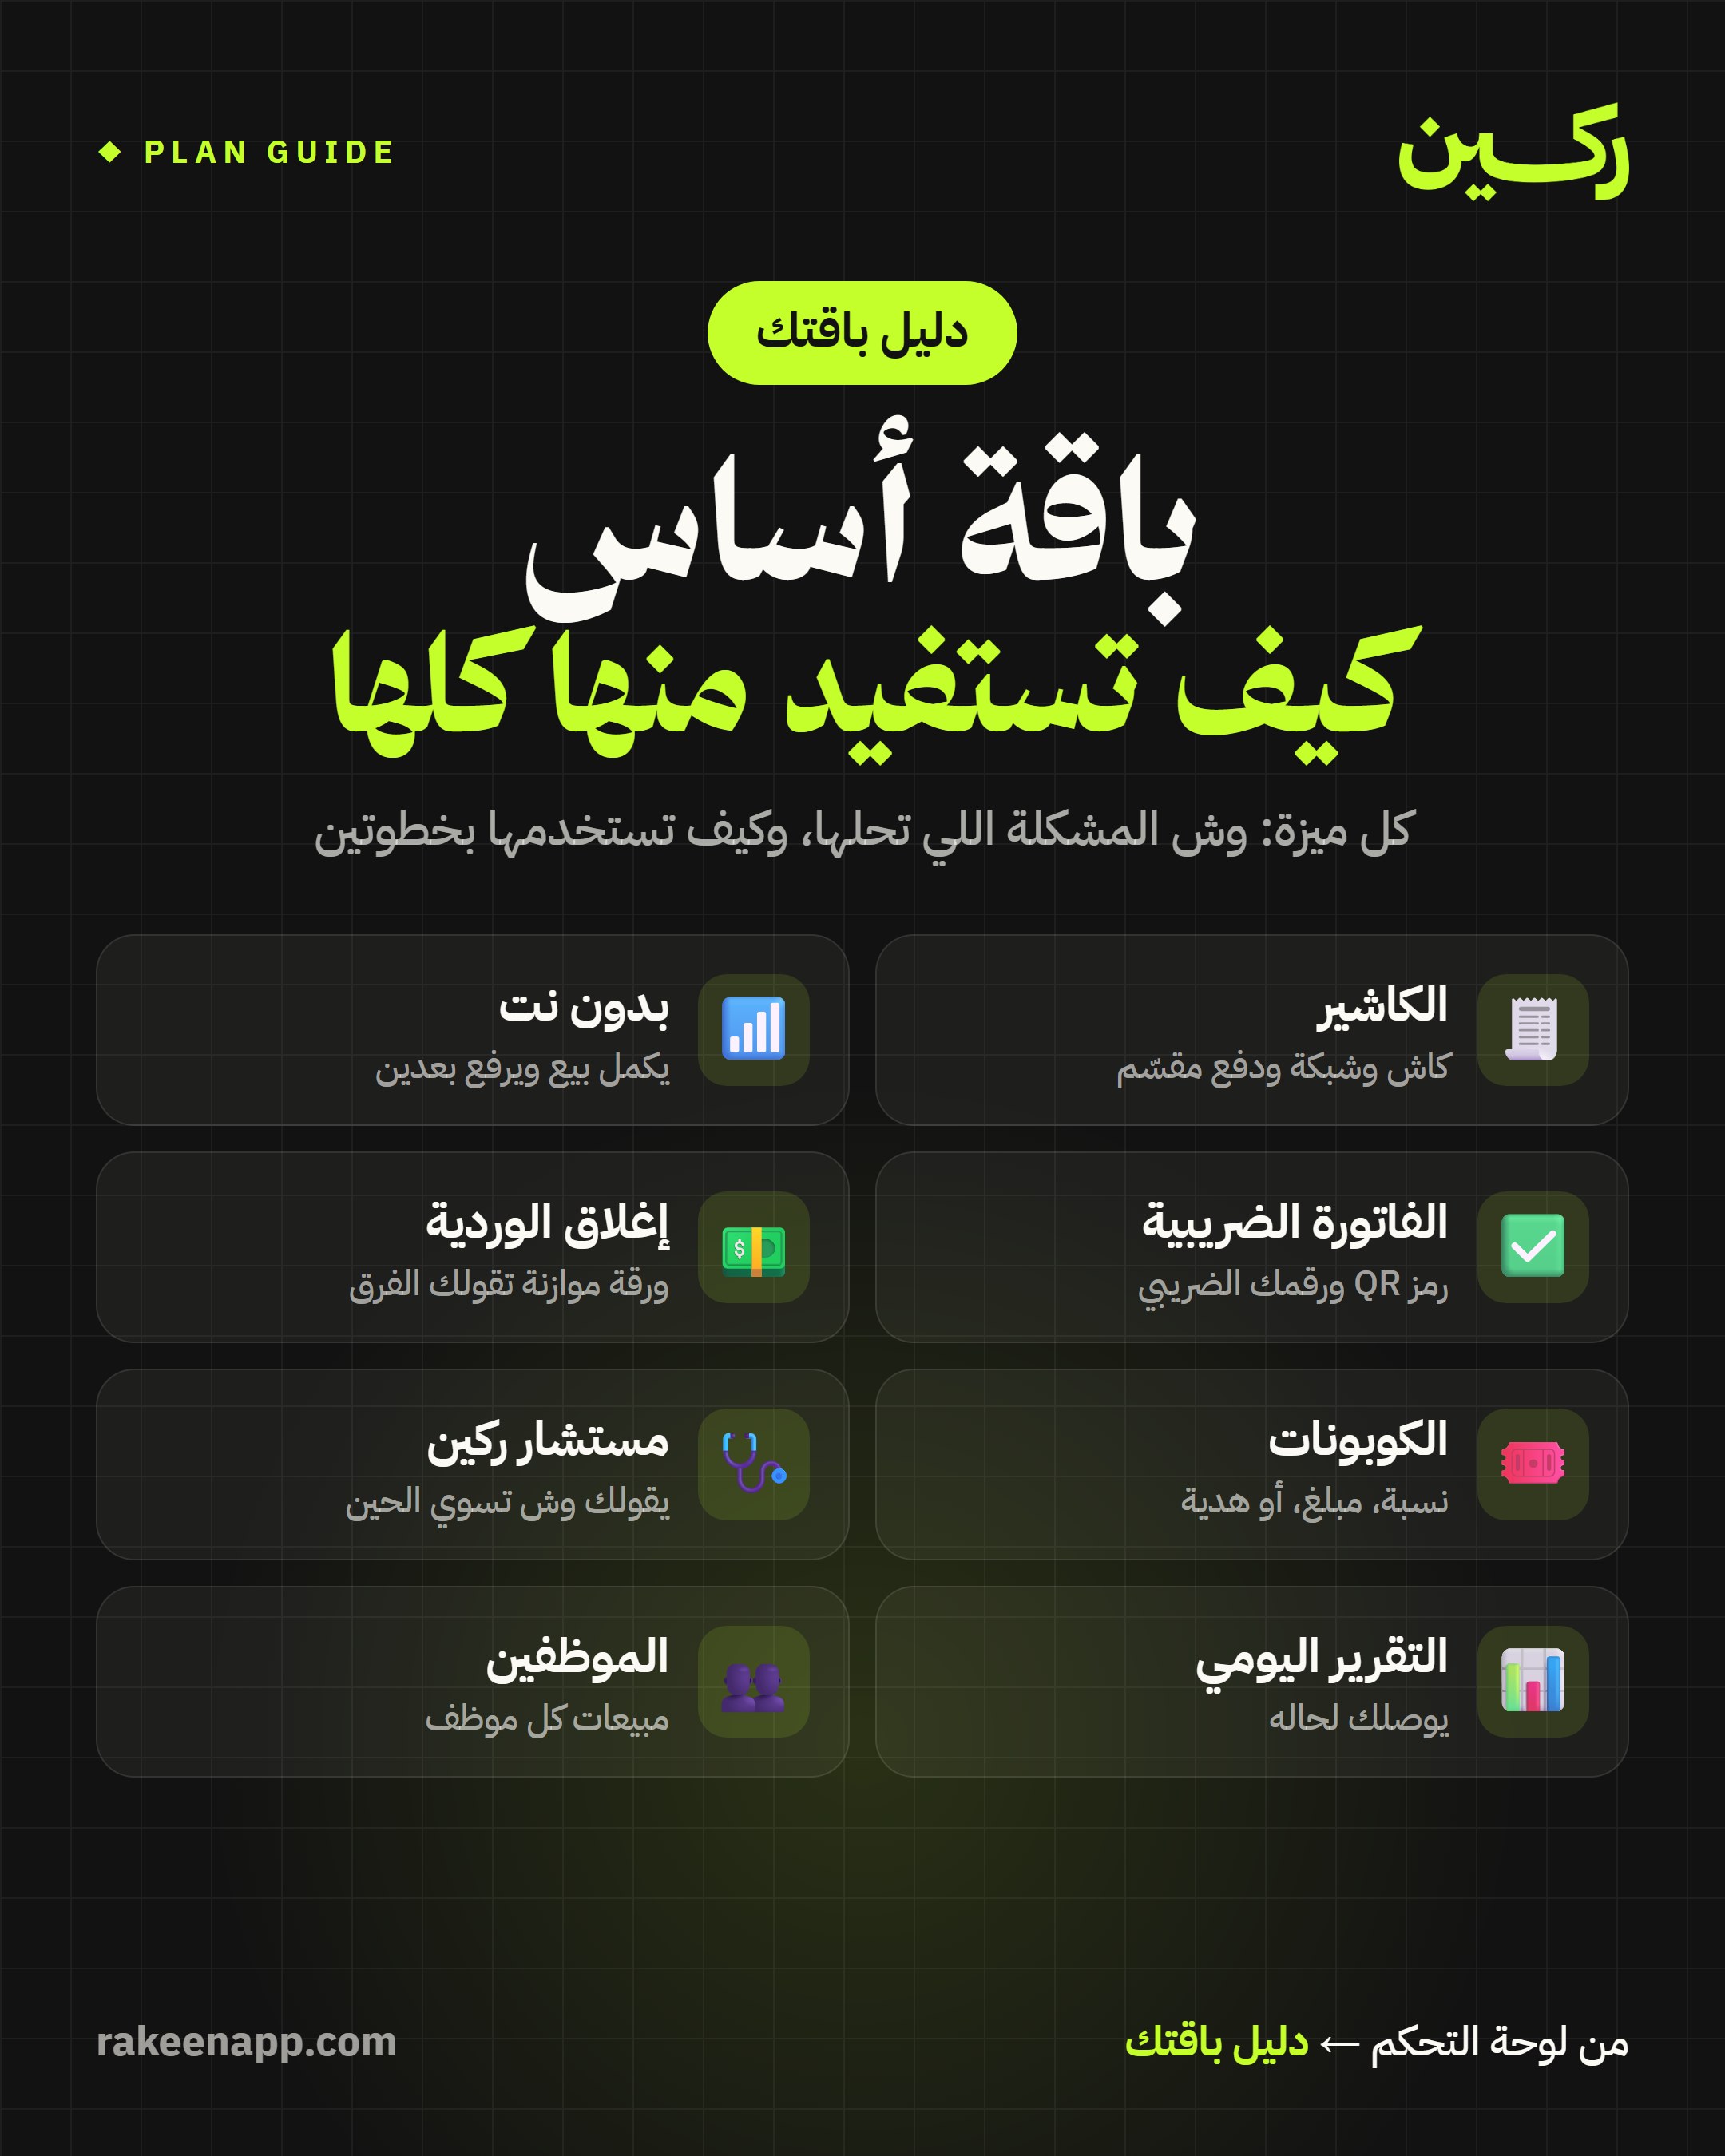 ركين
◆ PLAN GUIDE
دليل باقتك
باقة أساس
كيف تستفيد منها كلها
كل ميزة: وش المشكلة اللي تحلها، وكيف تستخدمها بخطوتين
الكاشير
كاش وشبكة ودفع مقسّم
بدون نت
يكمل بيع ويرفع بعدين
الفاتورة الضريبية
رمز QR ورقمك الضريبي
إغلاق الوردية
ورقة موازنة تقولك الفرق
الكوبونات
نسبة، مبلغ، أو هدية
مستشار ركين
يقولك وش تسوي الحين
التقرير اليومي
يوصلك لحاله
الموظفين
مبيعات كل موظف
من لوحة التحكم ← دليل باقتك
rakeenapp.com